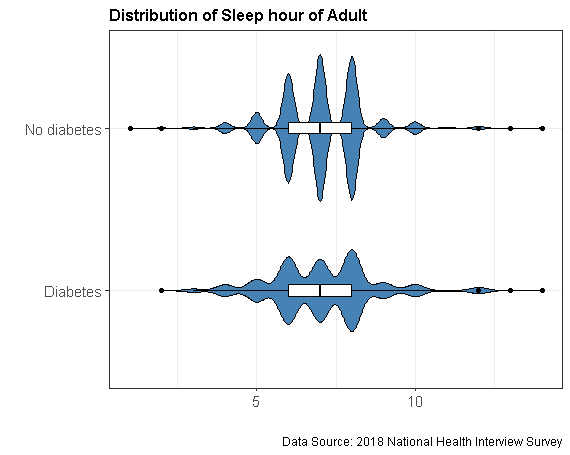 Distribution of Sleep hour of Adult
No diabetes
Diabetes
5 10
Data Source: 2018 National Health Interview Survey